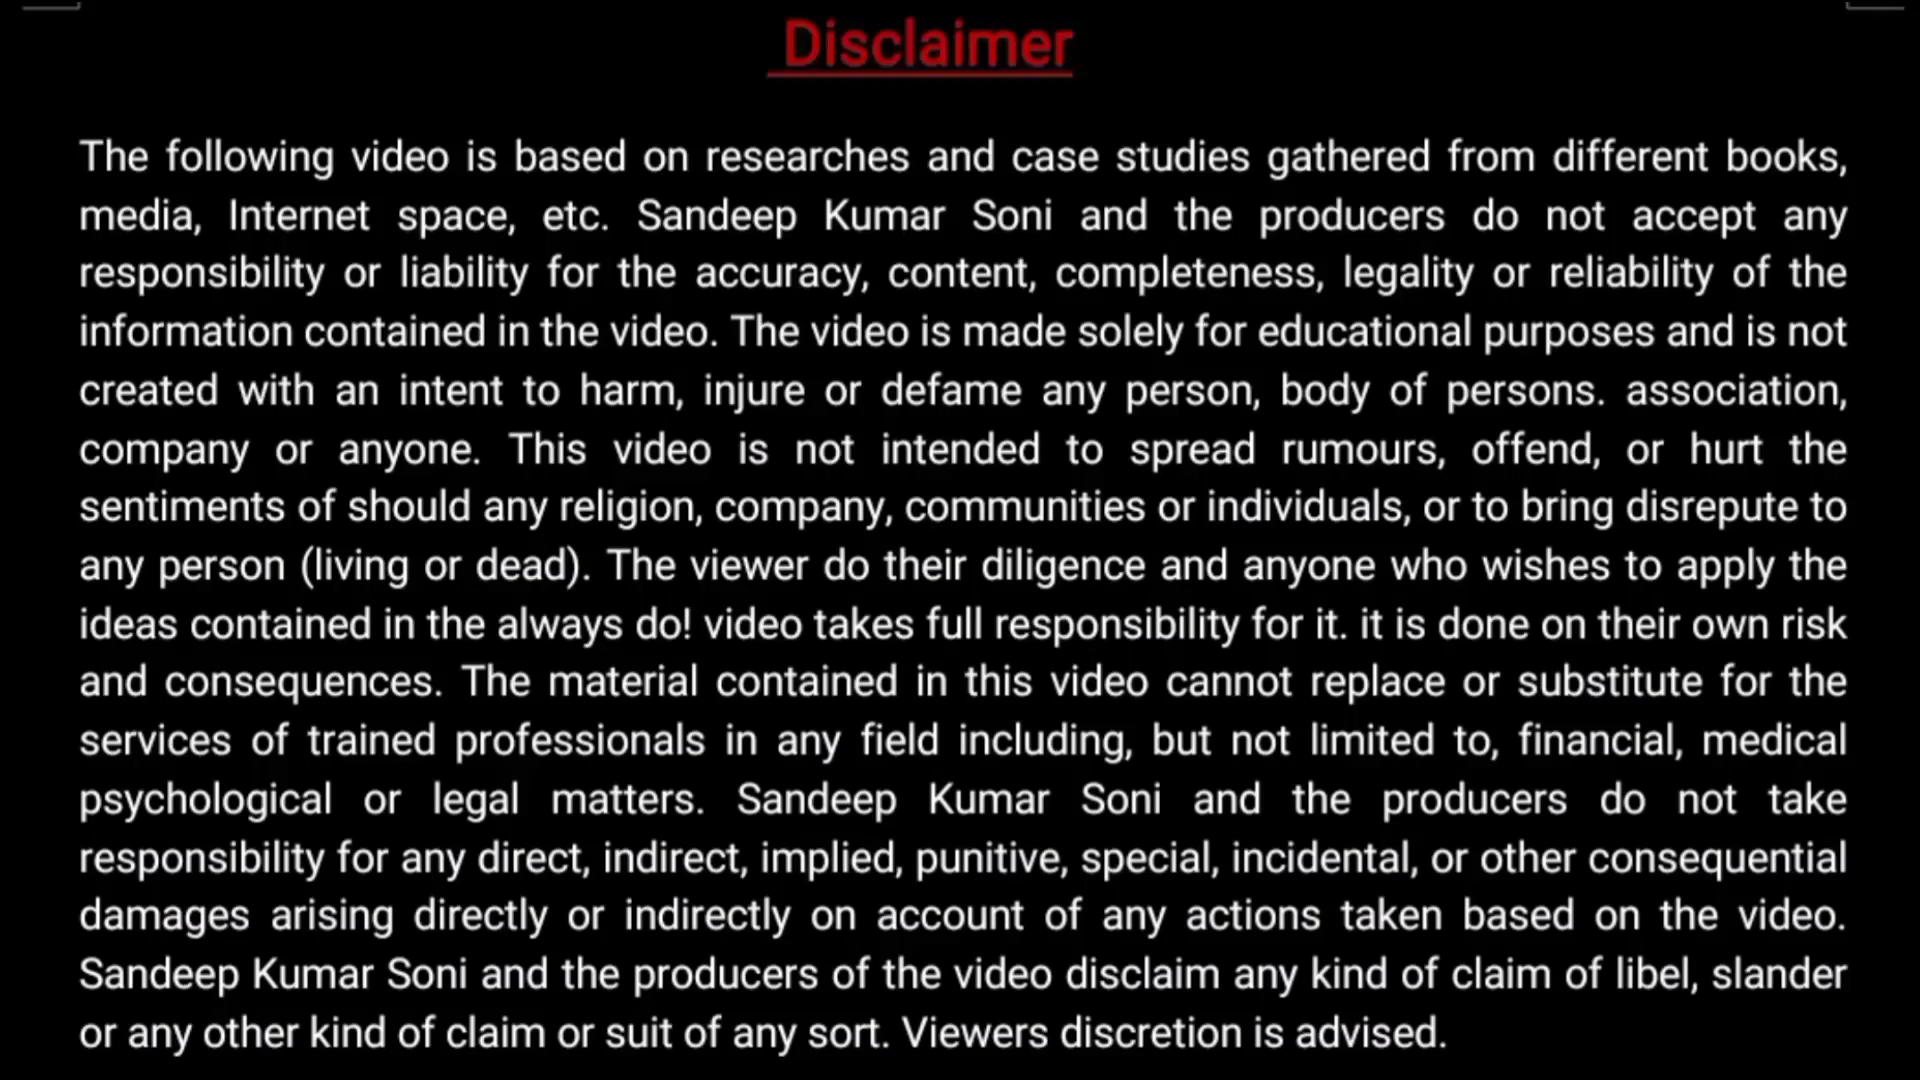 Disclaimer
The following video is based on researches and case studies gathered from different books,
media, Internet space, etc. Sandeep Kumar Soni and the producers do not accept any
responsibility or liability for the accuracy, content, completeness, legality or reliability of the
information contained in the video. The video is made solely for educational purposes and is not
created with an intent to harm, injure or defame any person, body of persons. association,
company or anyone. This video is not intended to spread rumours, offend, or hurt the
sentiments of should any religion, company, communities or individuals, or to bring disrepute to
any person (living or dead). The viewer do their diligence and anyone who wishes to apply the
ideas contained in the always do! video takes full responsibility for it. it is done on their own risk
and consequences. The material contained in this video cannot replace or substitute for the
services of trained professionals in any field including, but not limited to, financial, medical
psychological or legal matters. Sandeep Kumar Soni and the producers do not take
responsibility for any direct, indirect, implied, punitive, special, incidental, or other consequential
damages arising directly or indirectly on account of any actions taken based on the video.
Sandeep Kumar Soni and the producers of the video disclaim any kind of claim of libel, slander
or any other kind of claim or suit of any sort. Viewers discretion is advised.